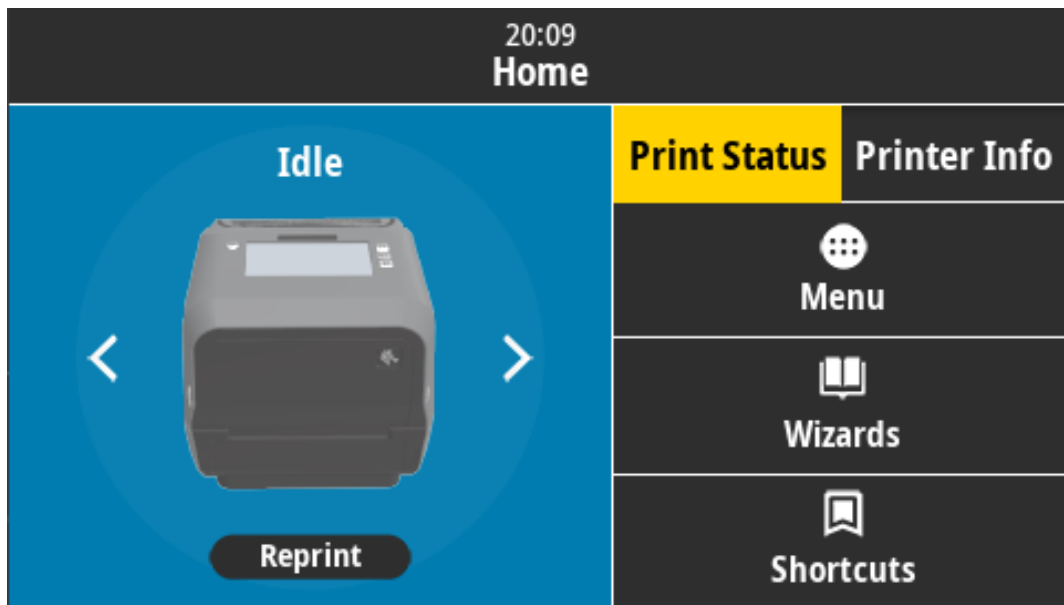 20:09
Home
Idle
Print Status
Printer Info
Menu
Wizards
Reprint
Shortcuts